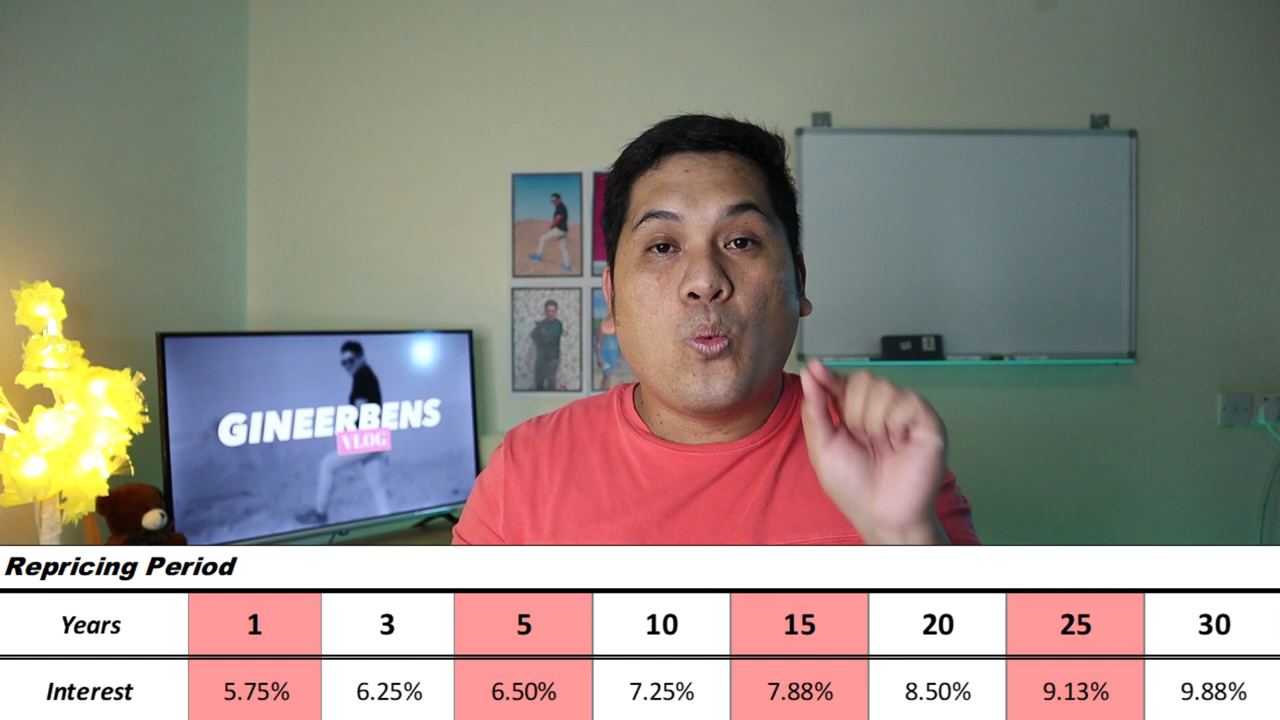 GINEERBENS
VLOG
Repricing Period
Years 1 3 5 10 15 20 25 30
Interest 5.75% 6.25% 6.50% 7.25% 7.88% 8.50% 9.13% 9.88%